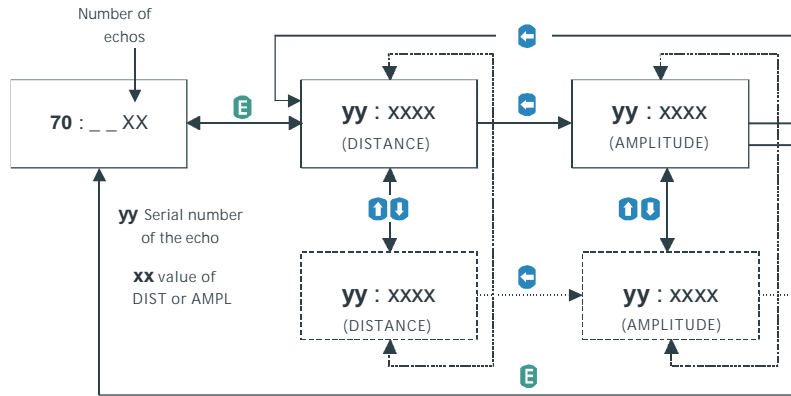 Number of
echos
70 : _ _ XX
E
yy : xxxx
(DISTANCE)
yy : xxxx
(AMPLITUDE)
yy Serial number
of the echo
xx value of
DIST or AMPL
yy : xxxx
(DISTANCE)
yy : xxxx
(AMPLITUDE)
E